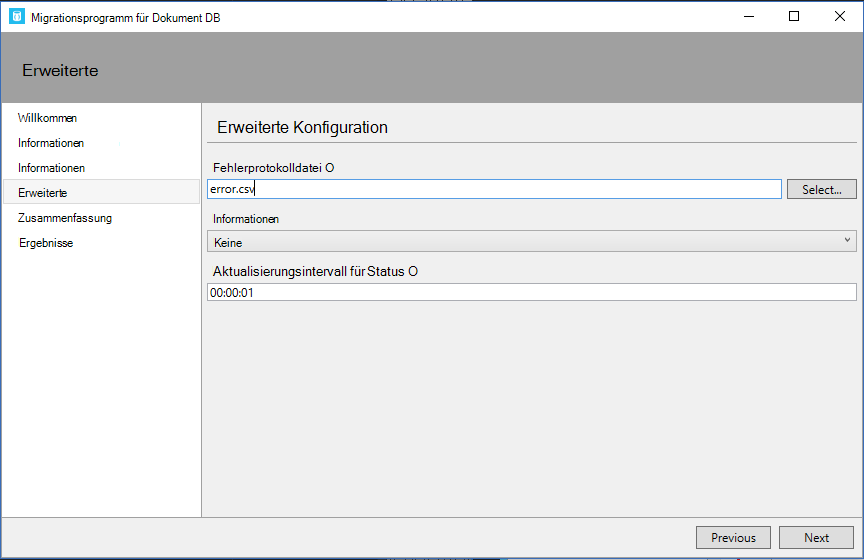 Migrationsprogramm für Dokument DB
Erweiterte
Willkommen
Informationen
Informationen
Erweiterte
Zusammenfassung
Ergebnisse
Erweiterte Konfiguration
Fehlerprotokolldatei O
error.csv
Select...
Informationen
Keine
Aktualisierungsintervall für Status O
00:00:01
Previous
Next